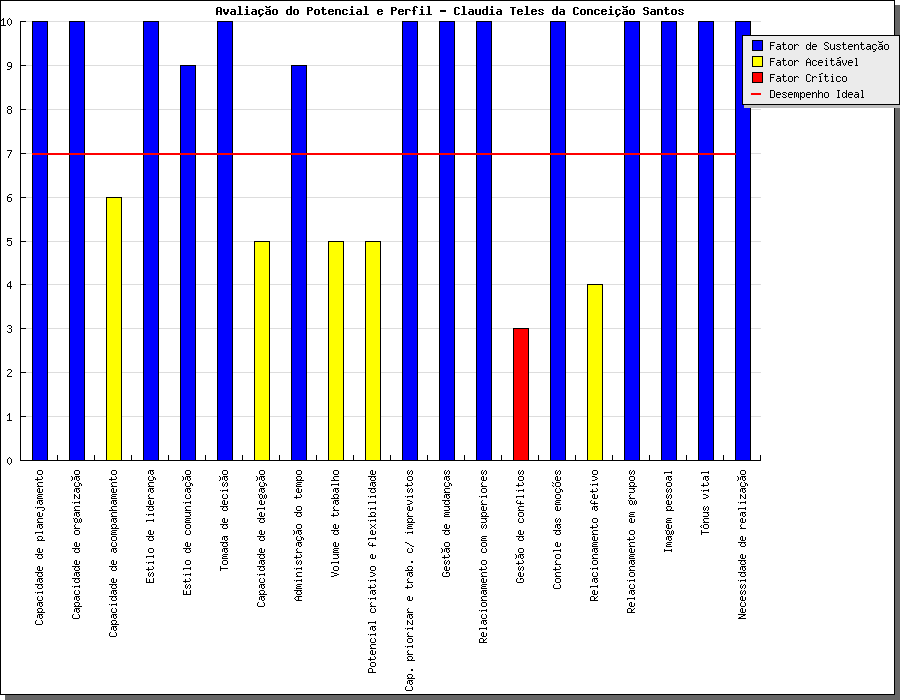 Avaliação do Potencial e Perfil - Claudia Teles da Conceição Santos
Fator de Sustentação
Fator Aceitável
Fator Crítico
Desempenho Ideal
10
9
8
7
6
5
4
3
2
1
0
Capacidade de planejamento
Capacidade de organização
Capacidade de acompanhamento
Estilo de liderança
Estilo de comunicação
Tomada de decisão
Capacidade de delegação
Administração do tempo
Volume de trabalho
Potencial criativo e flexibilidade
Cap. priorizar e trab. c/ imprevistos
Gestão de mudanças
Relacionamento com superiores
Gestão de conflitos
Controle das emoções
Relacionamento afetivo
Relacionamento em grupos
Imagem pessoal
Tônus vital
Necessidade de realização